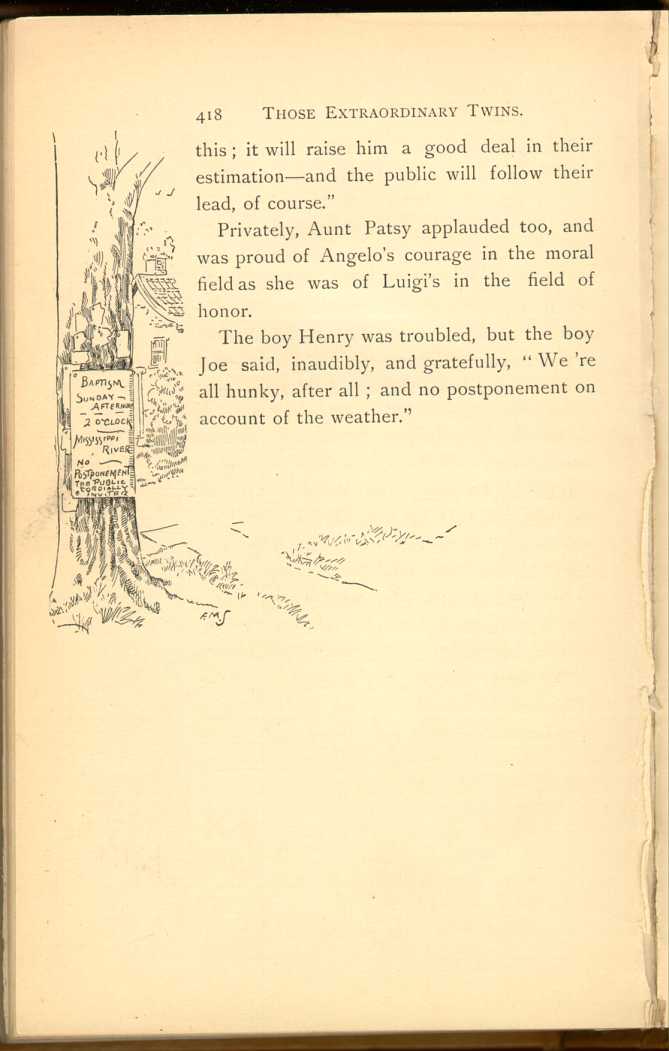 418 THOSE EXTRAORDINARY TWINS.
this ; it will raise him a good deal in their
estimation—and the public will follow their
lead, of course.”
Privately, Aunt Patsy applauded too, and
was proud of Angelo's courage in the moral
field as she was of Luigi's in the field of
honor.
The boy Henry was troubled, but the boy
Joe said, inaudibly, and gratefully, “ We 're
all hunky, after all ; and no postponement on
account of the weather.”
BAPTISM
SUNDAY —
AFTERNOON
2 O'CLOCK
MISSISSIPPI
RIVER
NO —
POSTPONEMENT
THE PUBLIC
CORDIALLY
INVITED
F.M.S